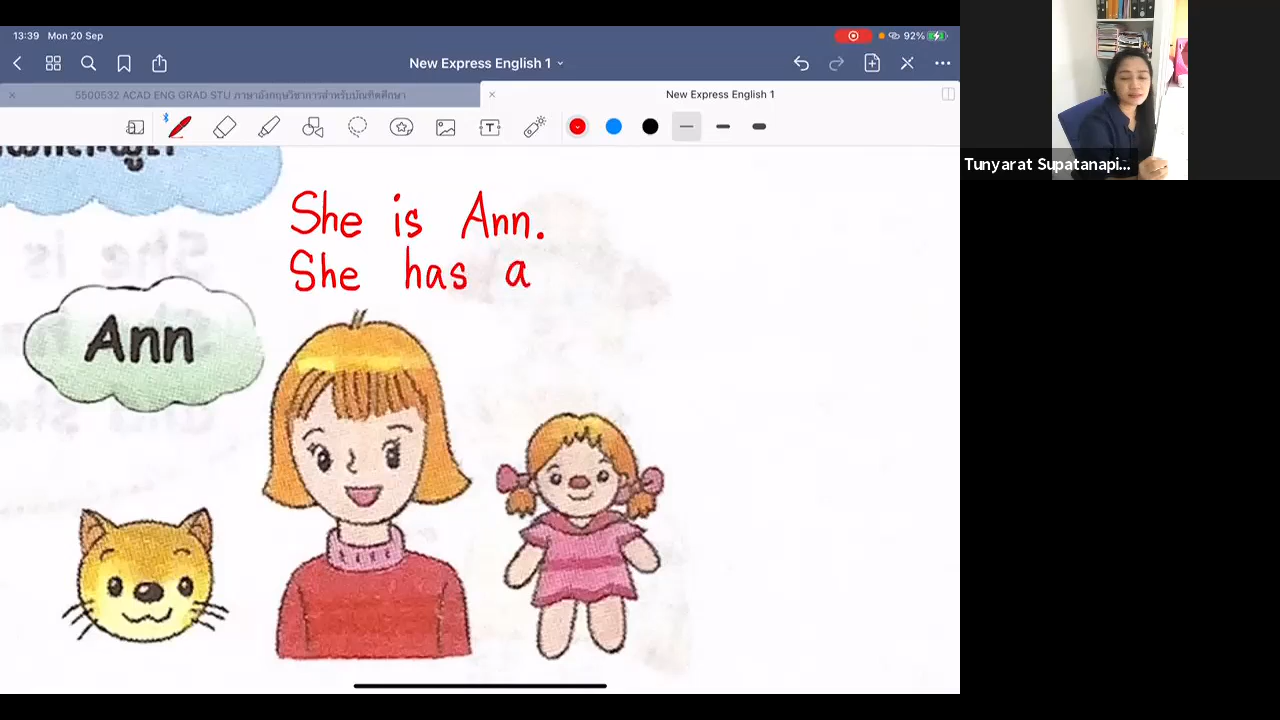 13:39 Mon 20 Sep
92%
New Express English 1
5500532 ACAD ENG GRAD STU ภาษาอังกฤษวิชาการสำหรับบัณฑิตศึกษา
New Express English 1
T
Tunyarat Supatanapi...
She is Ann.
She has a
Ann